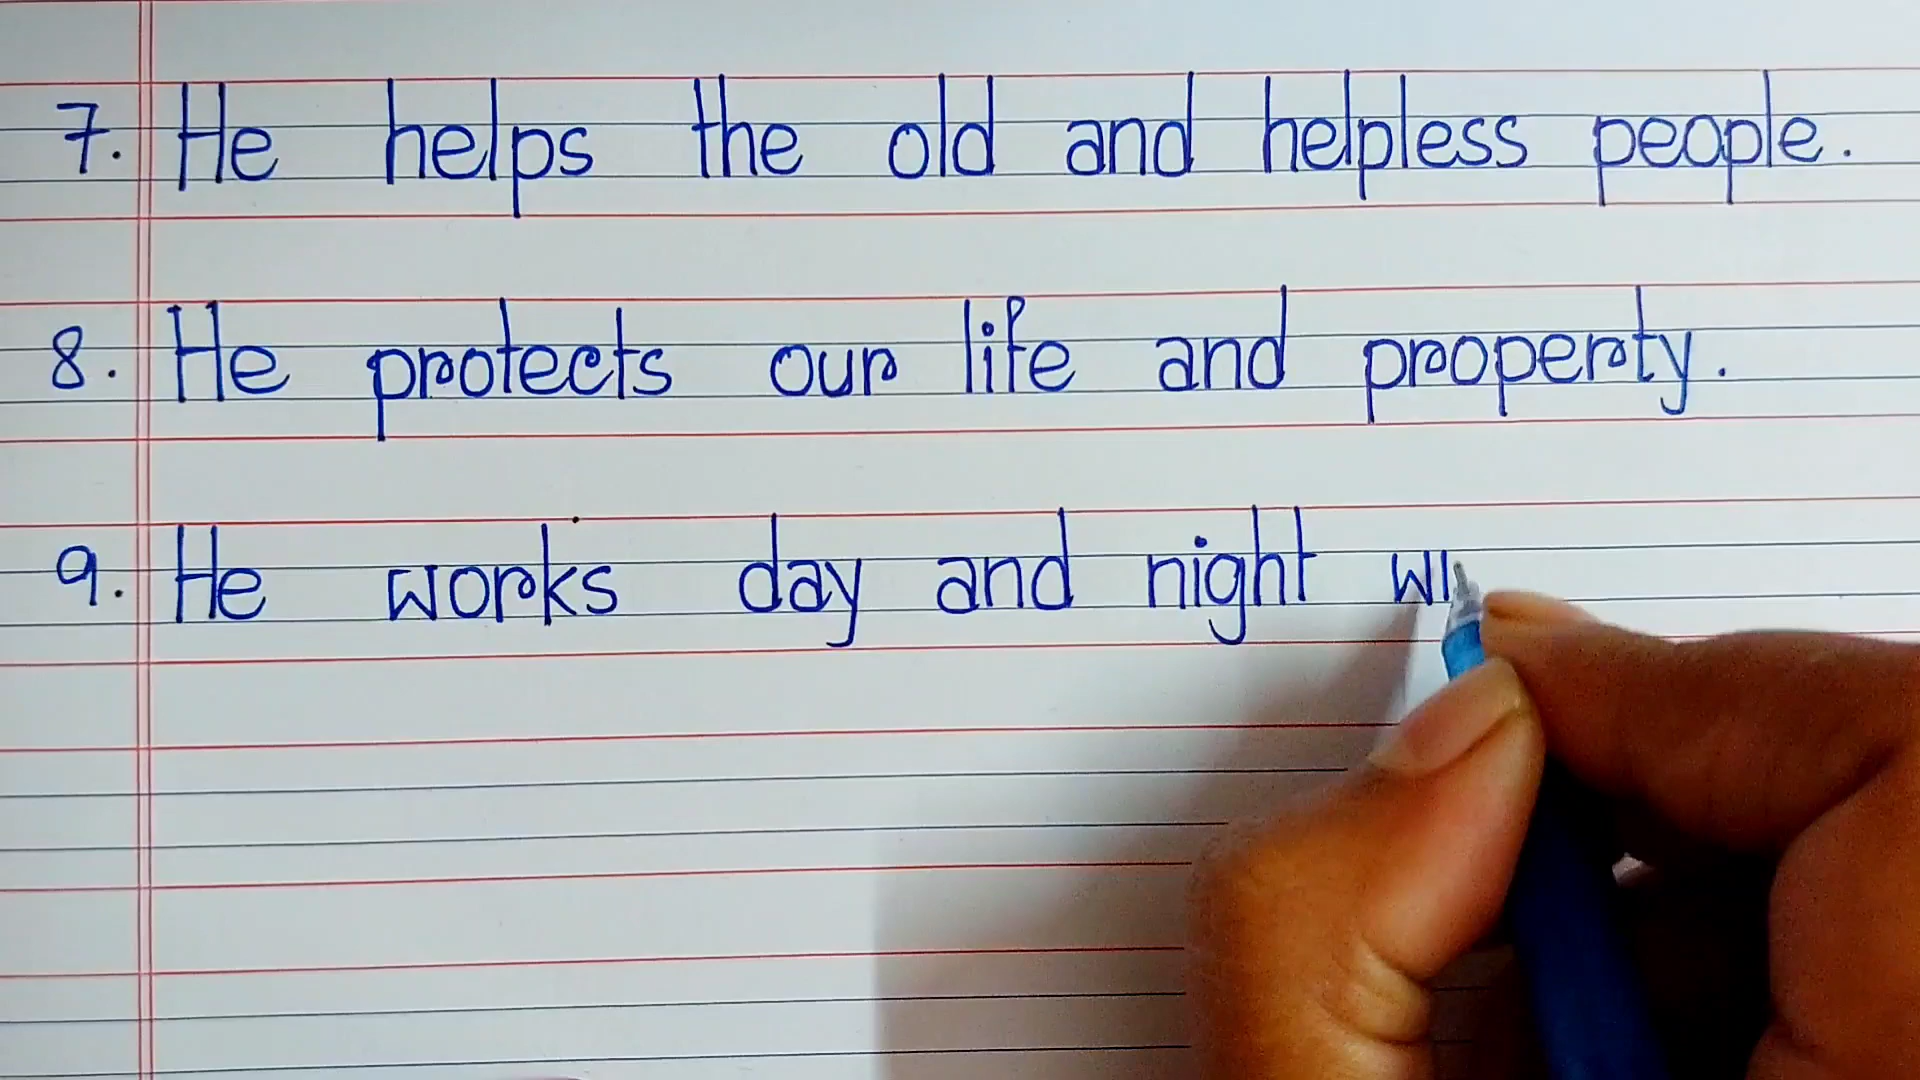 7. He helps the old and helpless people.
8. He protects our life and property.
9. He works day and night wi